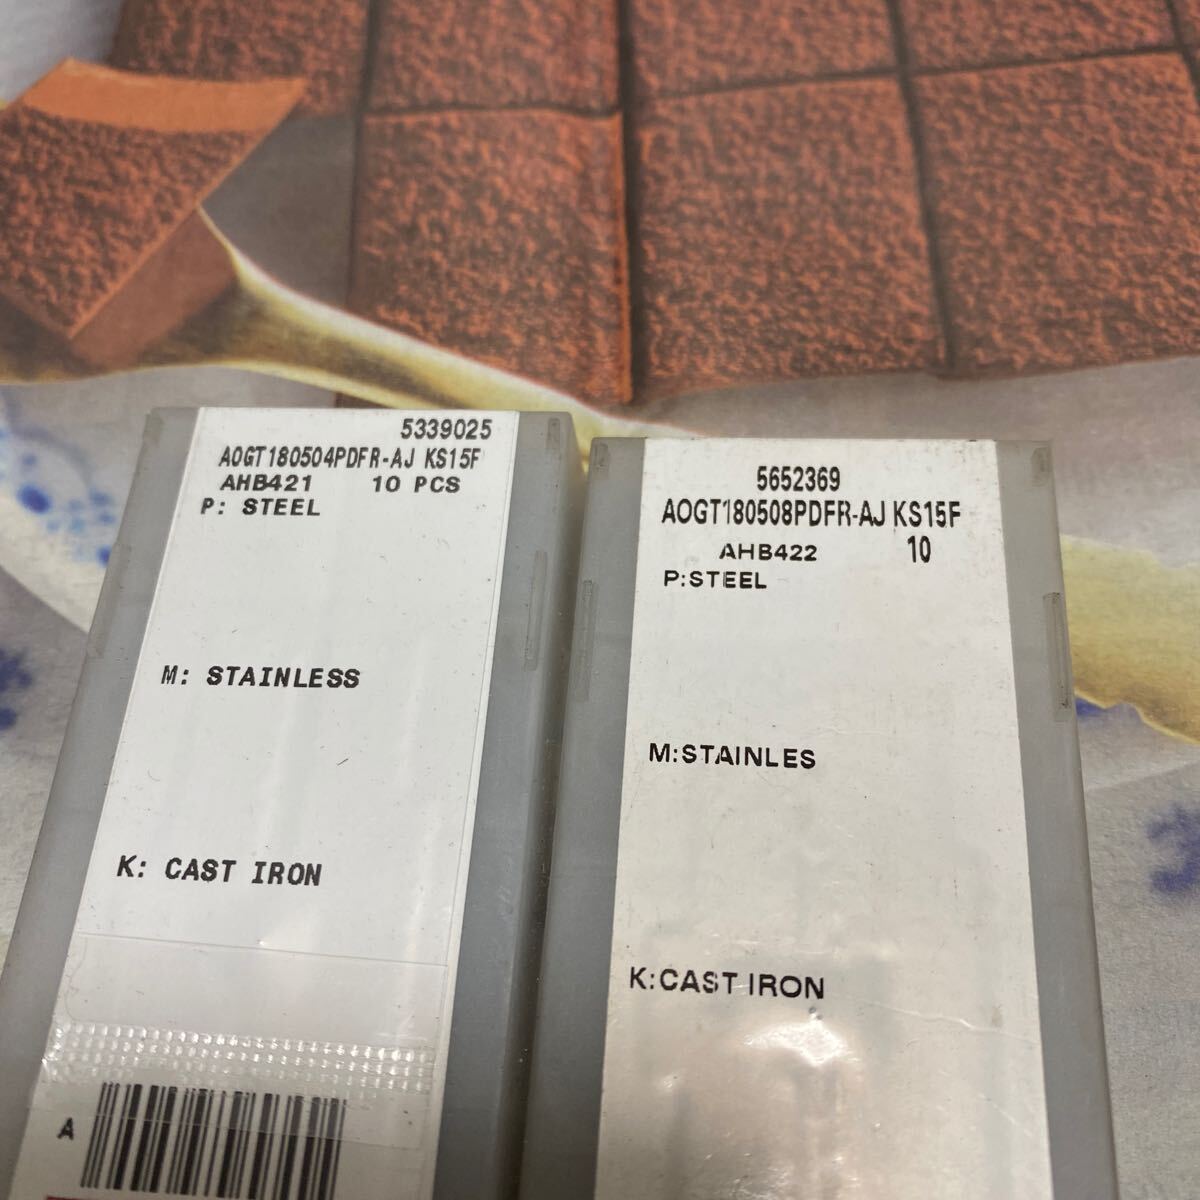 5339025
AOGT180504PDFR-AJ KS15F
AHB421 10 PCS
P: STEEL
M: STAINLESS
K: CAST IRON
A
5652369
AOGT180508PDFR-AJ KS15F
AHB422 10
P:STEEL
M:STAINLES
K:CAST IRON